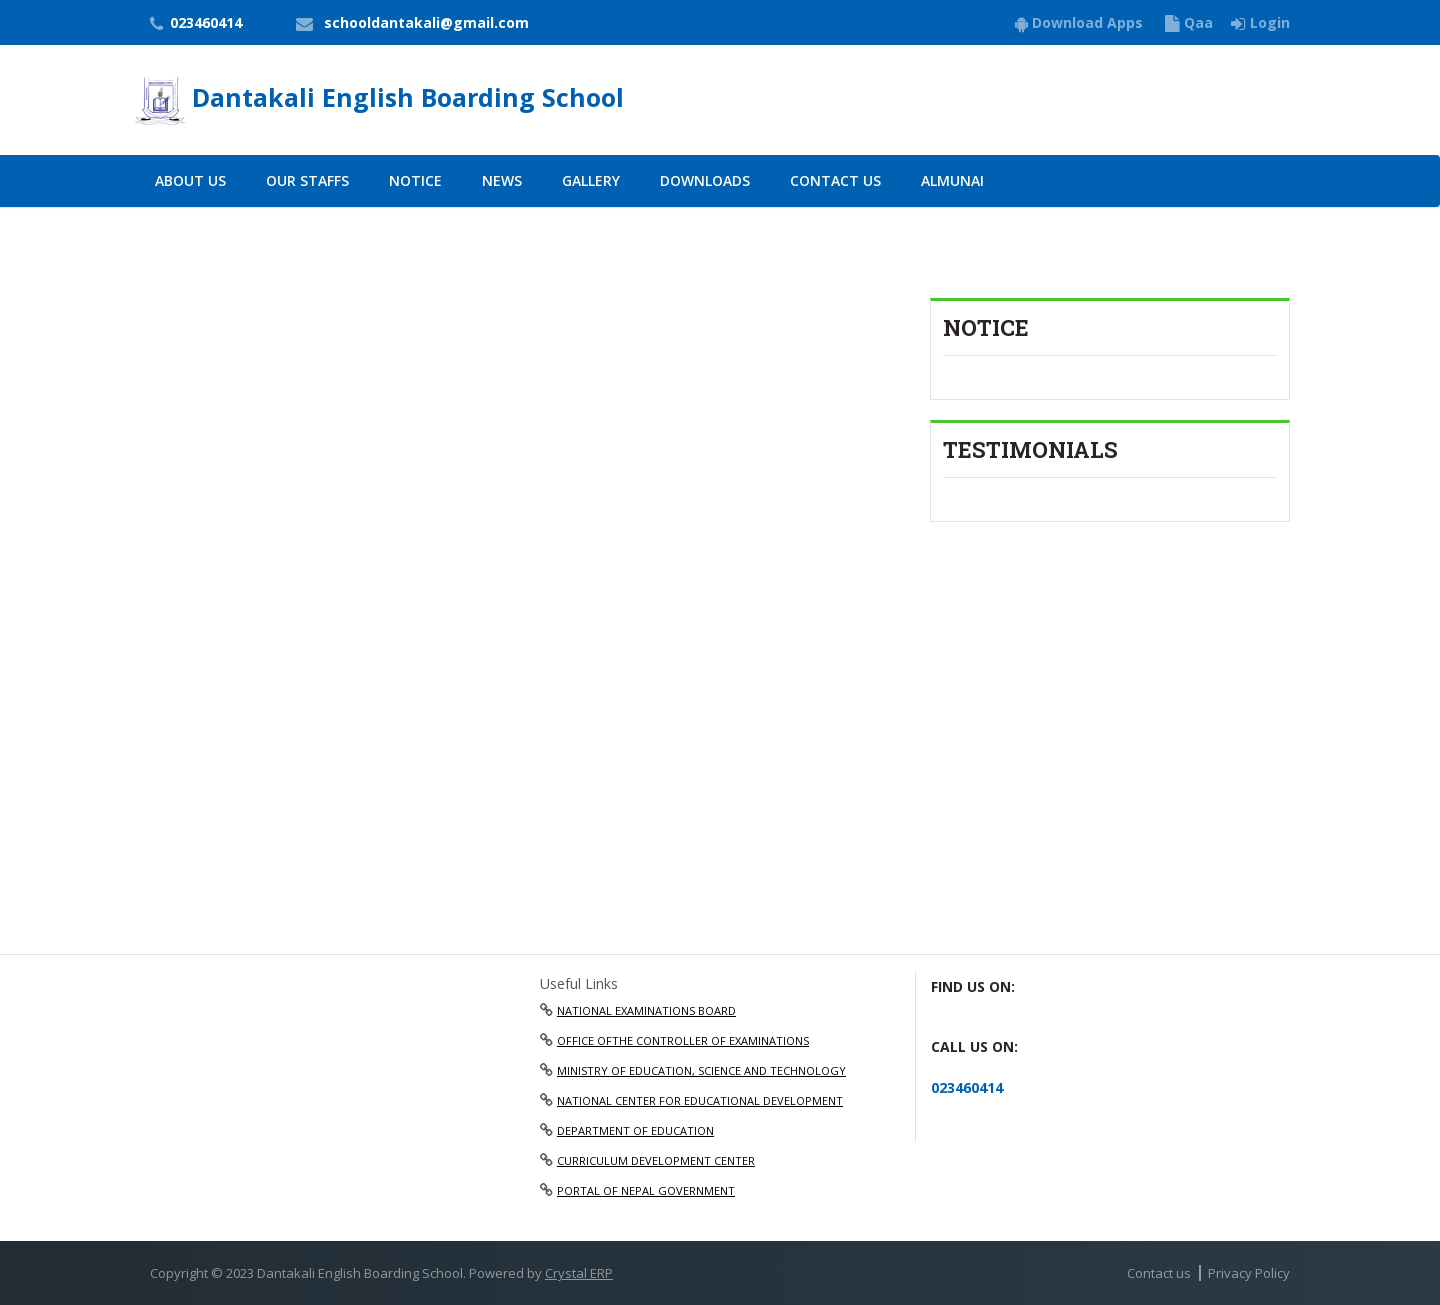 023460414
schooldantakali@gmail.com
Download Apps
Qaa
Login
Dantakali English Boarding School
ABOUT US
OUR STAFFS
NOTICE
NEWS
GALLERY
DOWNLOADS
CONTACT US
ALMUNAI
NOTICE
TESTIMONIALS
Useful Links
NATIONAL EXAMINATIONS BOARD
OFFICE OFTHE CONTROLLER OF EXAMINATIONS
MINISTRY OF EDUCATION, SCIENCE AND TECHNOLOGY
NATIONAL CENTER FOR EDUCATIONAL DEVELOPMENT
DEPARTMENT OF EDUCATION
CURRICULUM DEVELOPMENT CENTER
PORTAL OF NEPAL GOVERNMENT
FIND US ON:
CALL US ON:
023460414
Copyright © 2023 Dantakali English Boarding School. Powered by Crystal ERP
Contact us | Privacy Policy